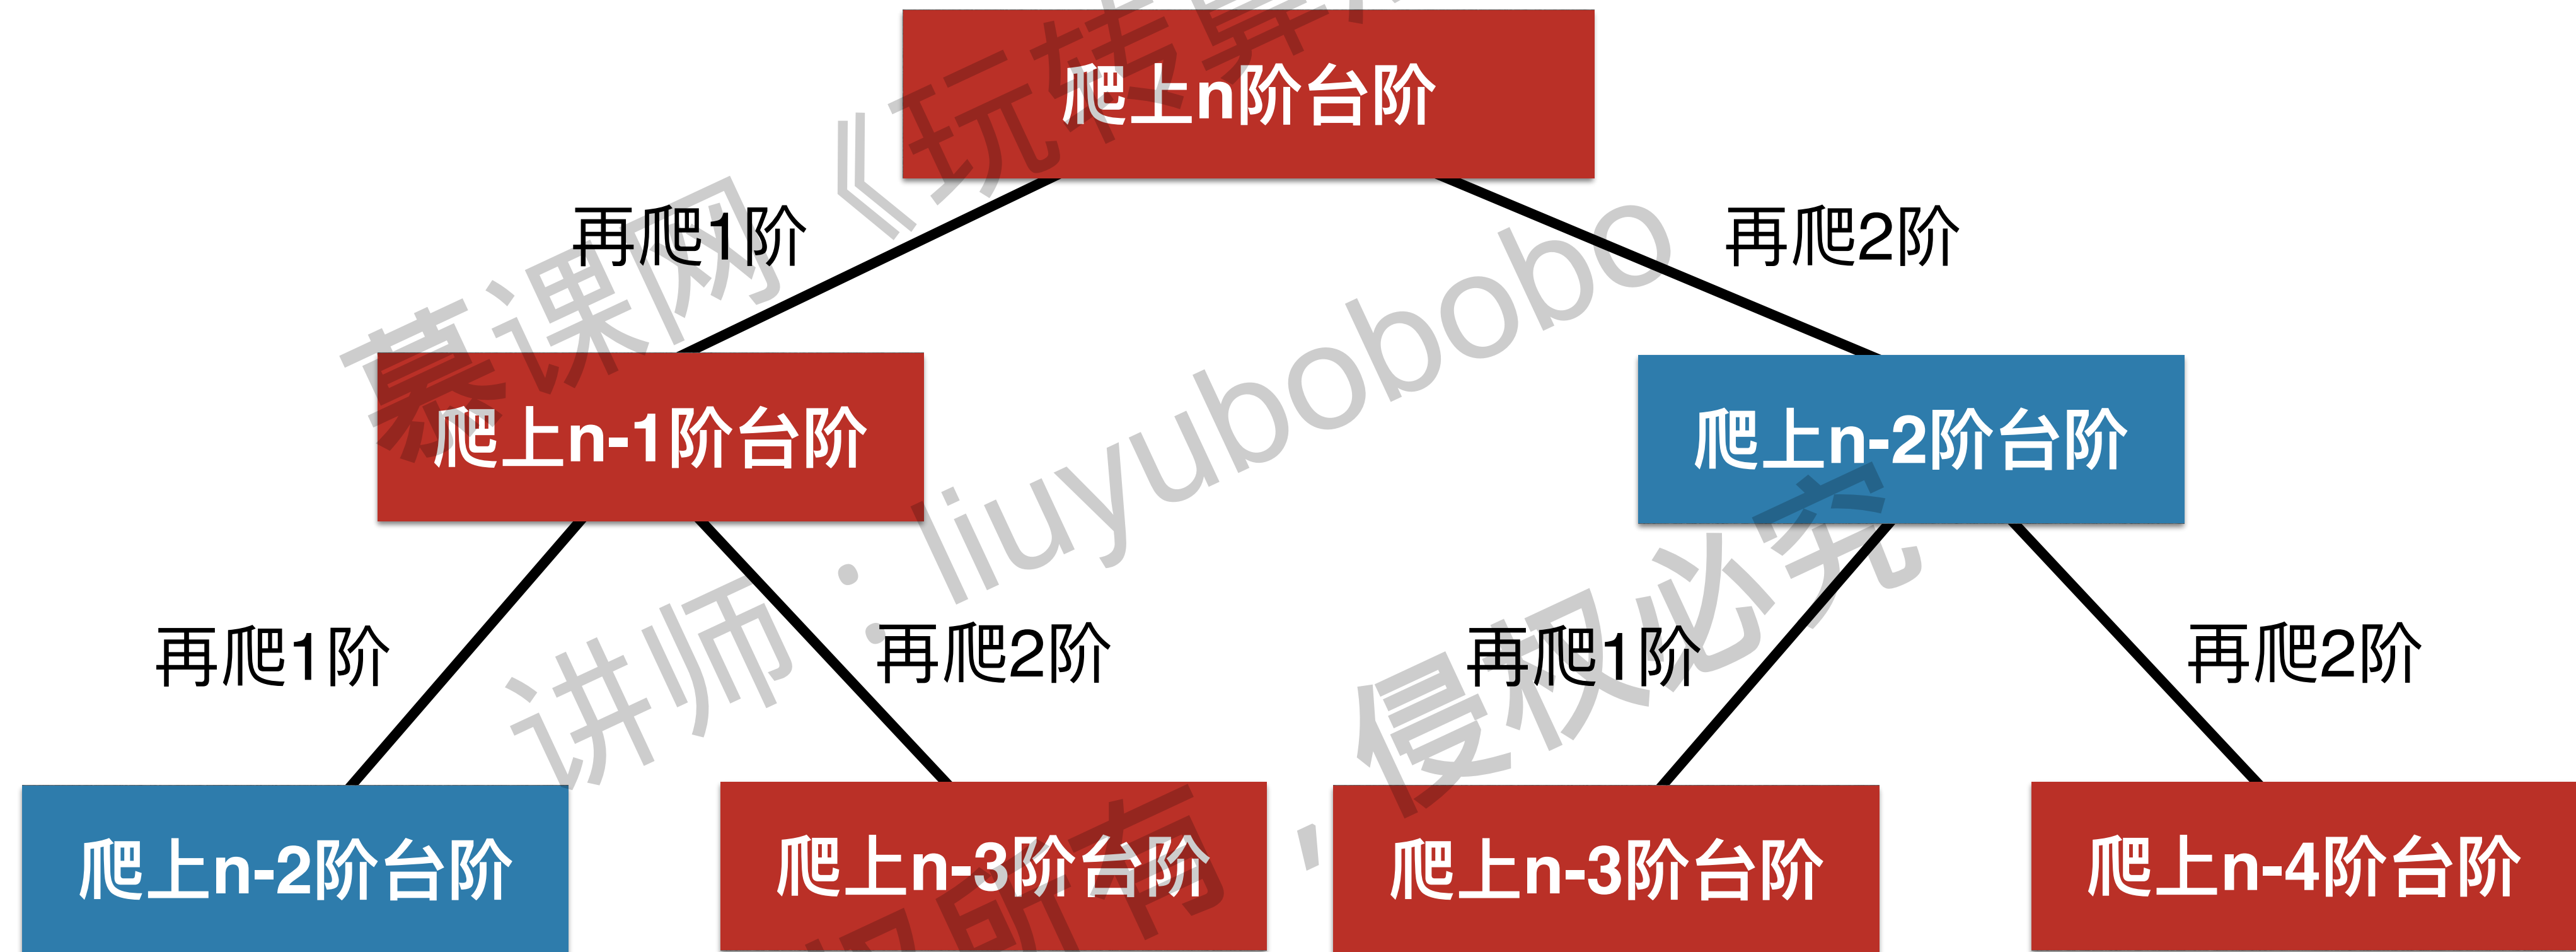 爬上n阶台阶
再爬1阶
再爬2阶
爬上n-1阶台阶
爬上n-2阶台阶
再爬1阶
再爬2阶
再爬1阶
再爬2阶
爬上n-2阶台阶
爬上n-3阶台阶
爬上n-3阶台阶
爬上n-4阶台阶
慕课网《玩转算
讲师：liuyubobobo
权所有，侵权必究